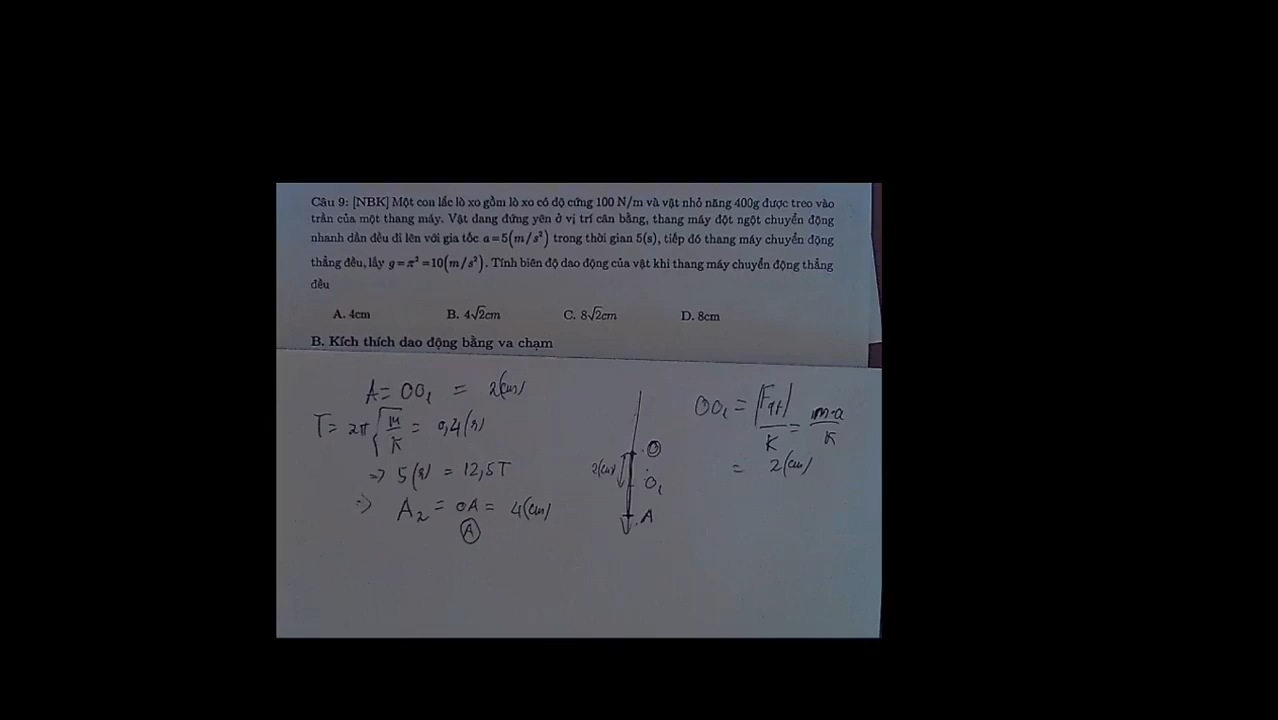 Câu 9: [NBK] Một con lắc lò xo gồm lò xo có độ cứng 100 N/m và vật nhỏ nặng 400g được treo vào
trần của một thang máy. Vật đang đứng yên ở vị trí cân bằng, thang máy đột ngột chuyển động
nhanh dần đều đi lên với gia tốc a=5(m/s²) trong thời gian 5(s), tiếp đó thang máy chuyển động
thẳng đều, lấy g=π²=10(m/s²). Tính biên độ dao động của vật khi thang máy chuyển động thẳng
đều
A. 4cm B. 4√2cm C. 8√2cm D. 8cm
B. Kích thích dao động bằng va chạm
A = OO₁ = 2(cm)
T = 2π√(m/K) = 0,4(s)
=> 5(s) = 12,5T
=> A₂ = OA = 4(cm)
A
O
2(cm)
O₁
A
OO₁ = |Fqt|/K = m.a/K
= 2(cm)